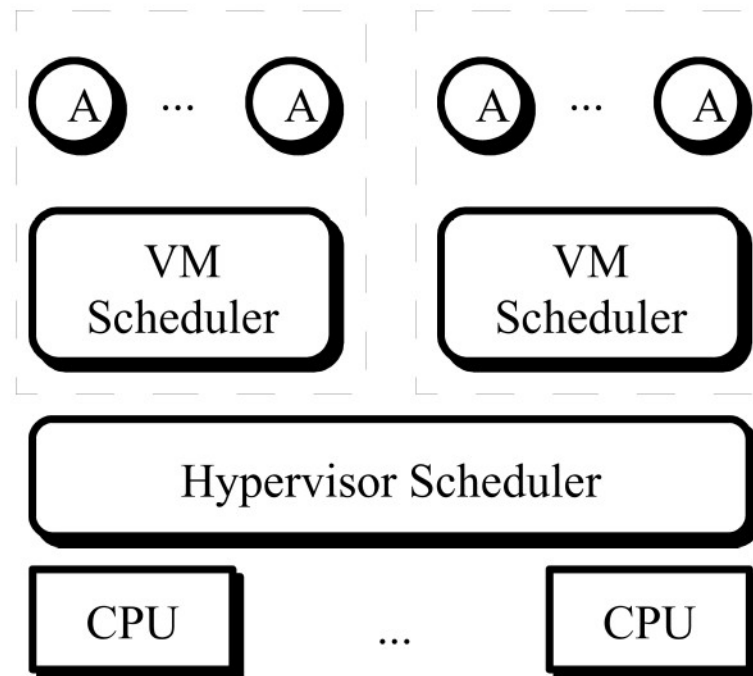 A ... A A ... A
VM VM
Scheduler Scheduler
Hypervisor Scheduler
CPU ... CPU